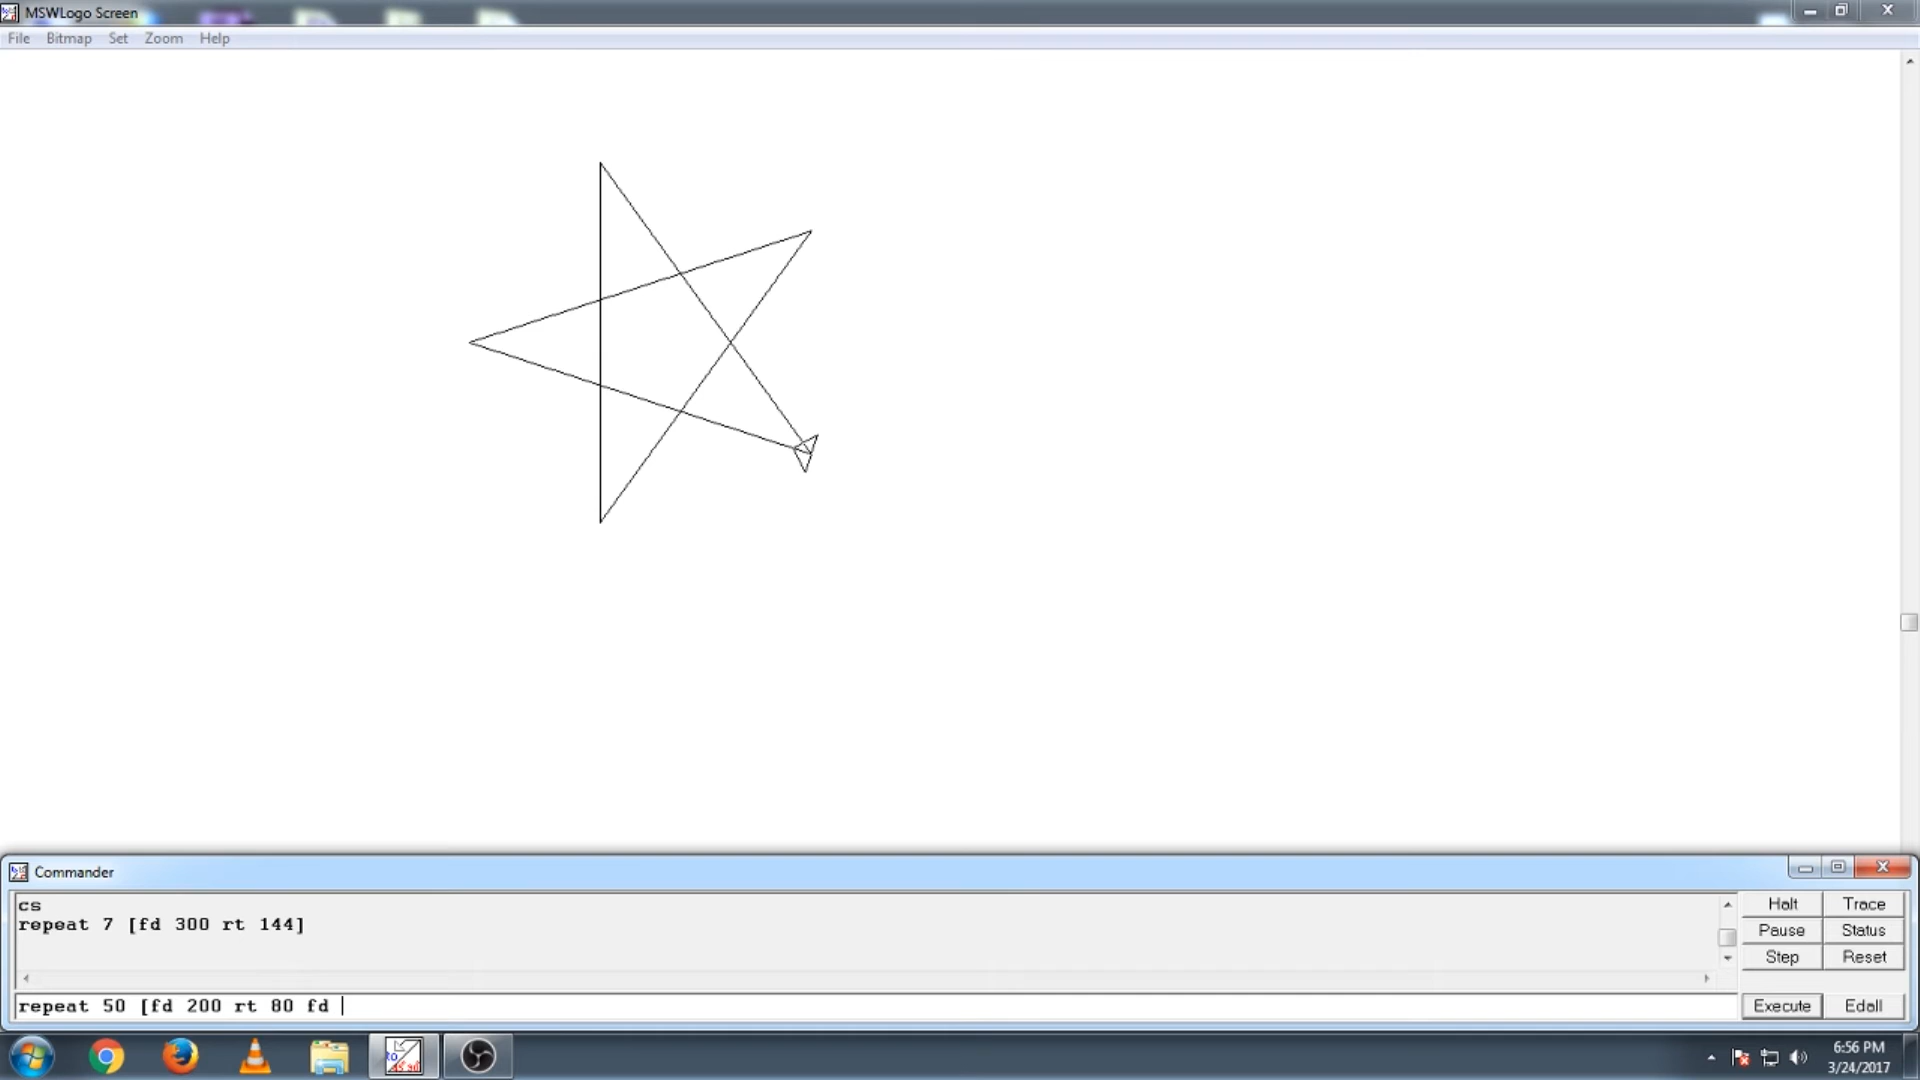 MSWLogo Screen
File Bitmap Set Zoom Help
Commander
cs
repeat 7 [fd 300 rt 144]
repeat 50 [fd 200 rt 80 fd
Halt Trace
Pause Status
Step Reset
Execute Edall
6:56 PM
3/24/2017